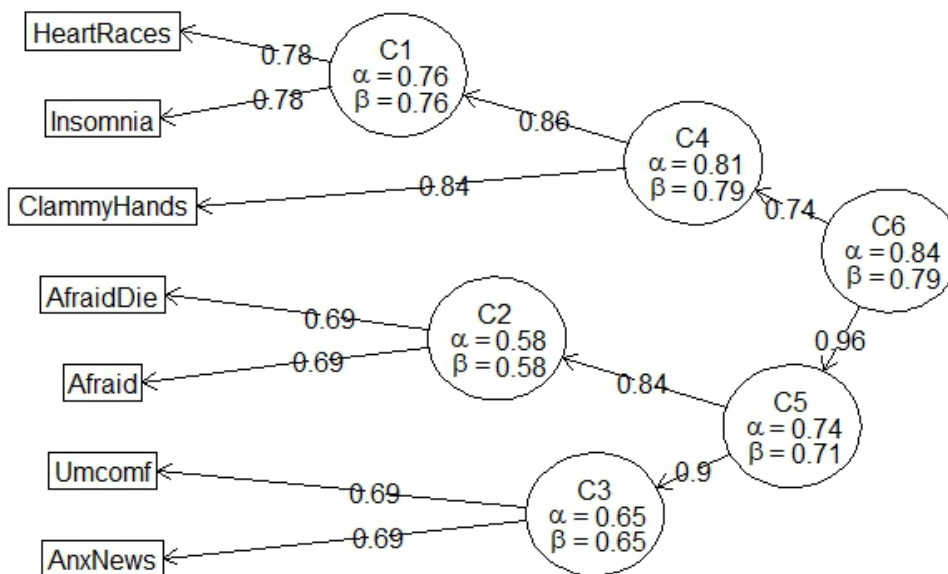 HeartRaces
0.78
C1
α = 0.76
β = 0.76
Insomnia
0.78
0.86
C4
α = 0.81
β = 0.79
ClammyHands
0.84
0.74
C6
α = 0.84
β = 0.79
AfraidDie
0.69
C2
α = 0.58
β = 0.58
0.96
Afraid
0.69
0.84
C5
α = 0.74
β = 0.71
Umcomf
0.69
0.9
C3
α = 0.65
β = 0.65
AnxNews
0.69